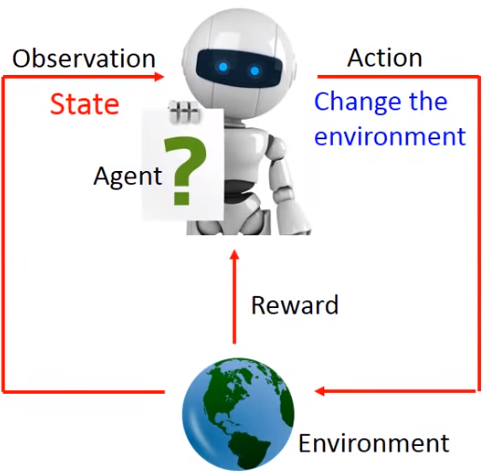 Observation
Action
State
Change the
environment
Agent
?
Reward
Environment